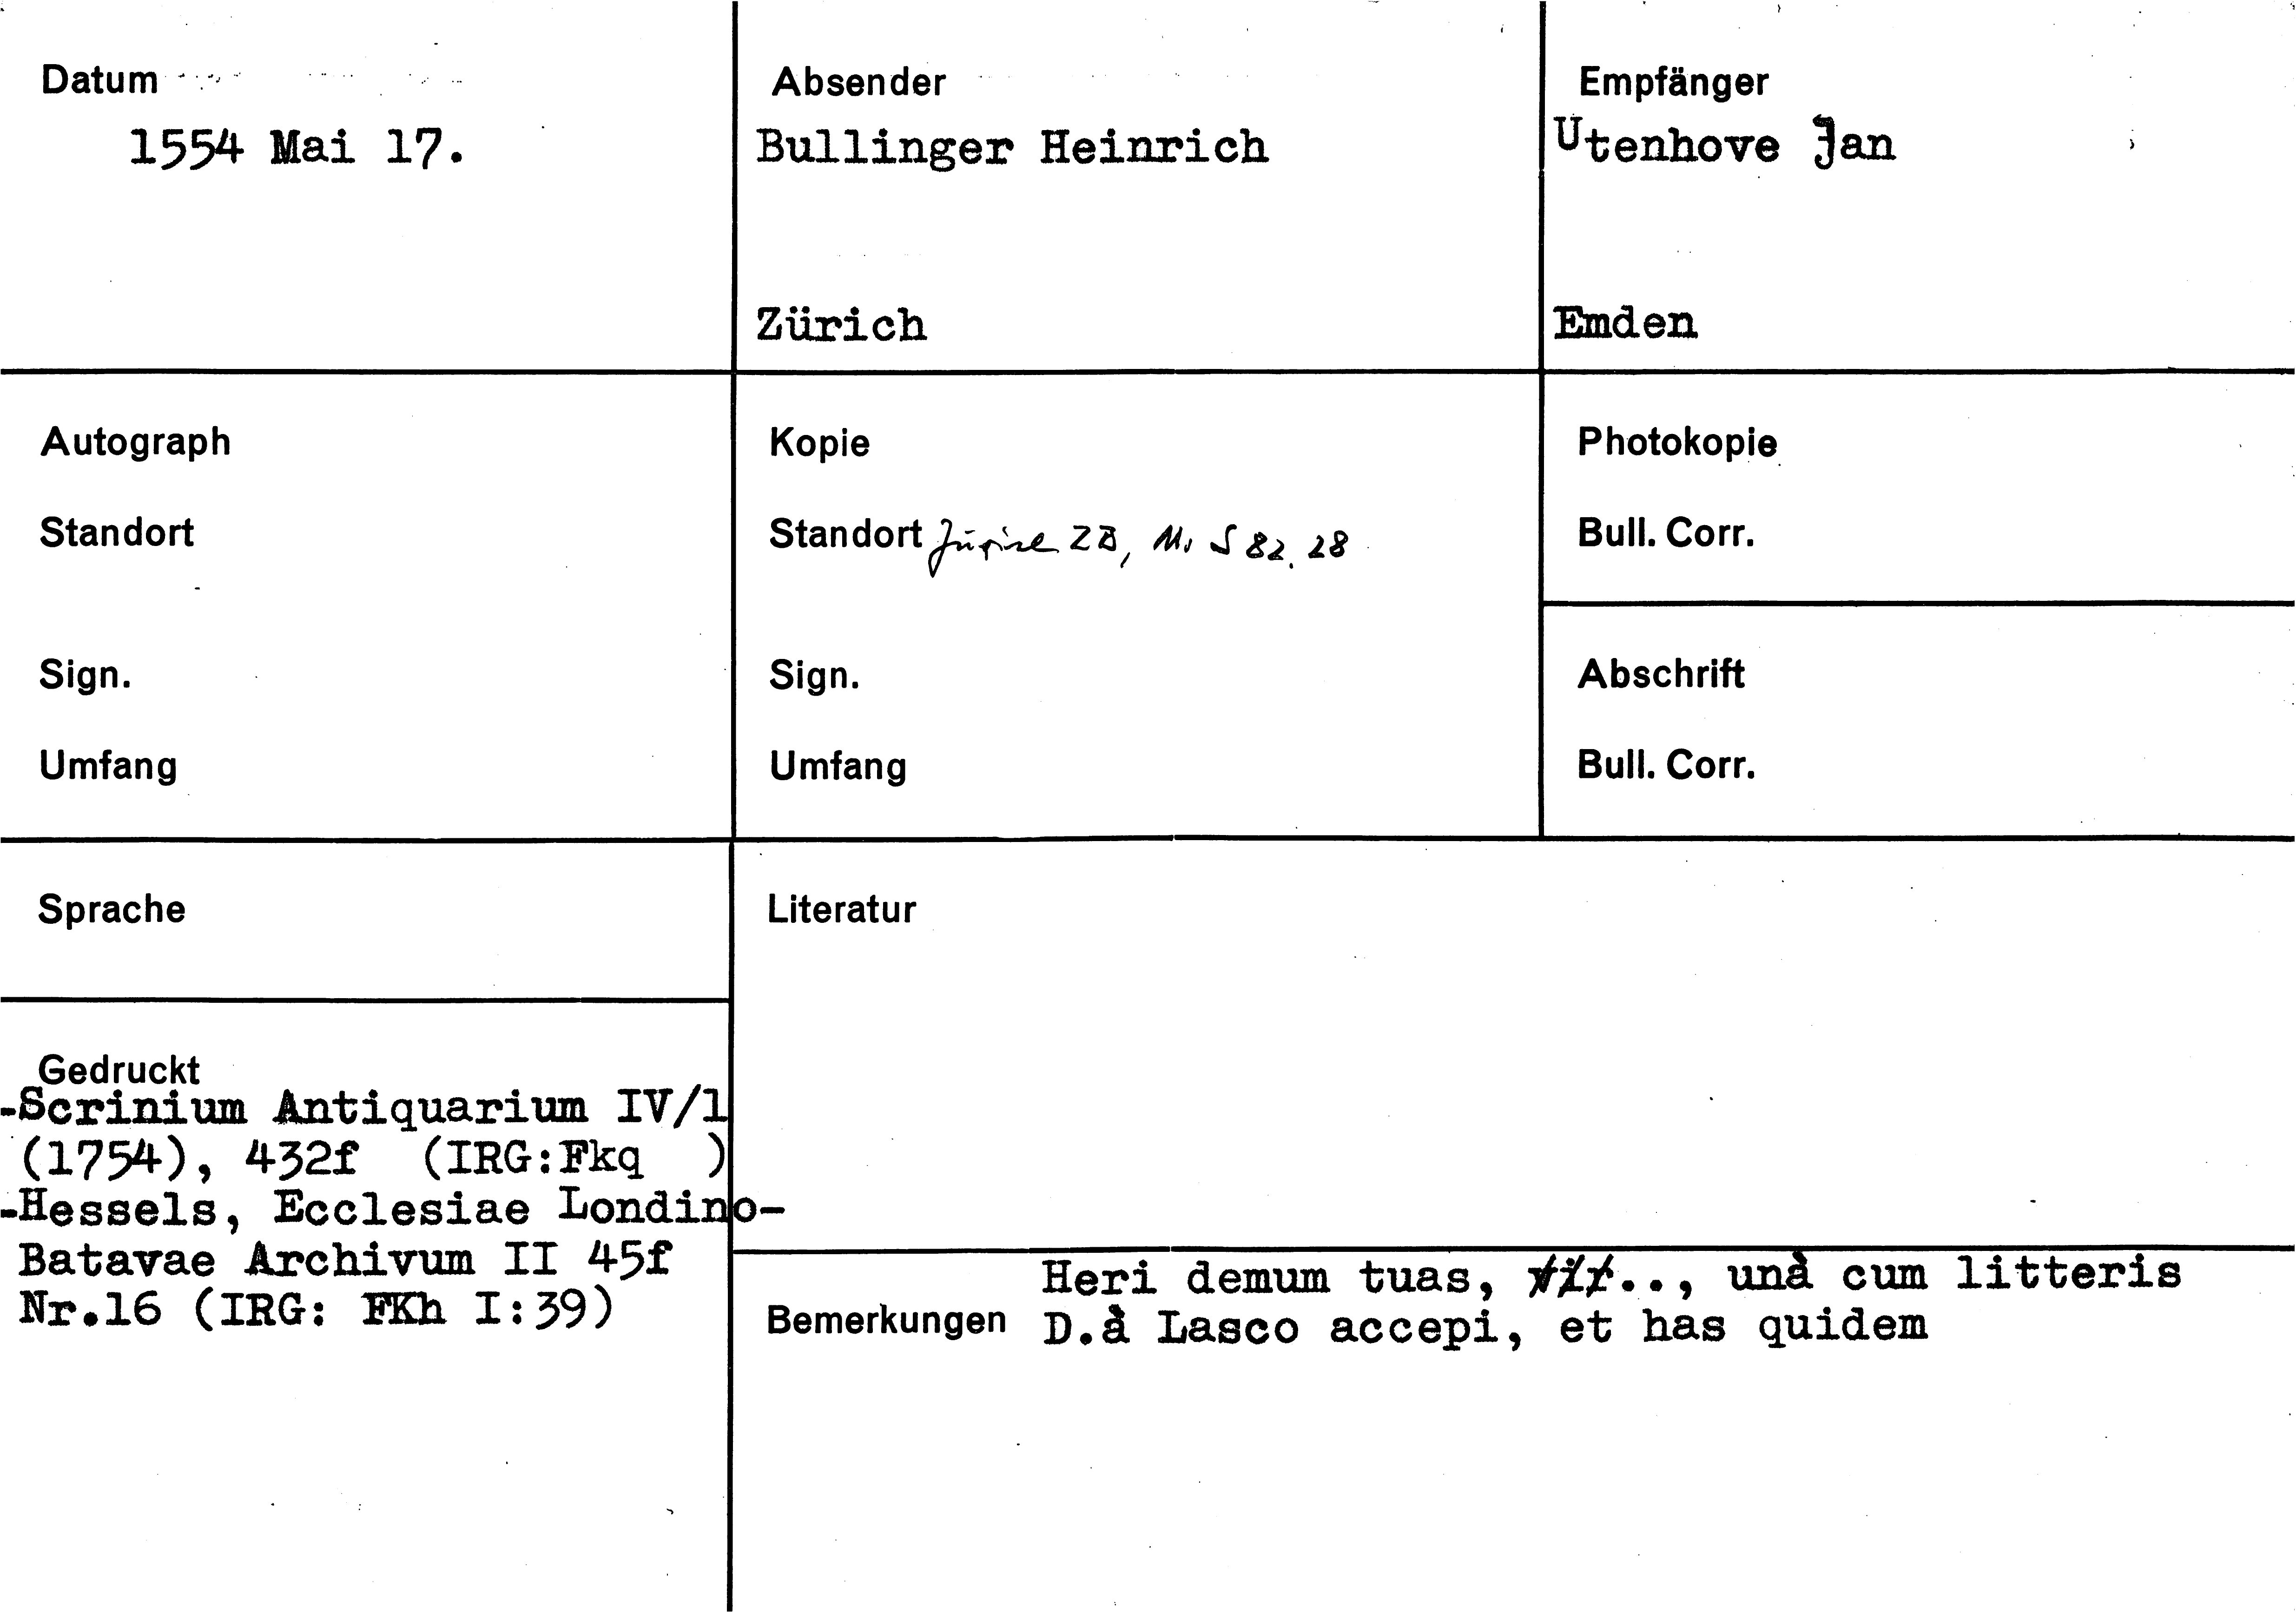 Datum
1554 Mai 17.
Absender
Bullinger Heinrich
Zürich
Empfänger
Utenhove Jan
Emden
Autograph
Standort
Sign.
Umfang
Kopie
Standort Zürich ZB, Ms S 82, 28
Sign.
Umfang
Photokopie
Bull. Corr.
Abschrift
Bull. Corr.
Sprache
Literatur
Gedruckt
-Scrinium Antiquarium IV/1
(1754), 432f (IRG:Fkq )
-Hessels, Ecclesiae Londino-
Batavae Archivum II 45f
Nr.16 (IRG: FKh I:39)
Bemerkungen
Heri demum tuas, vir.., unà cum litteris
D.à Lasco accepi, et has quidem